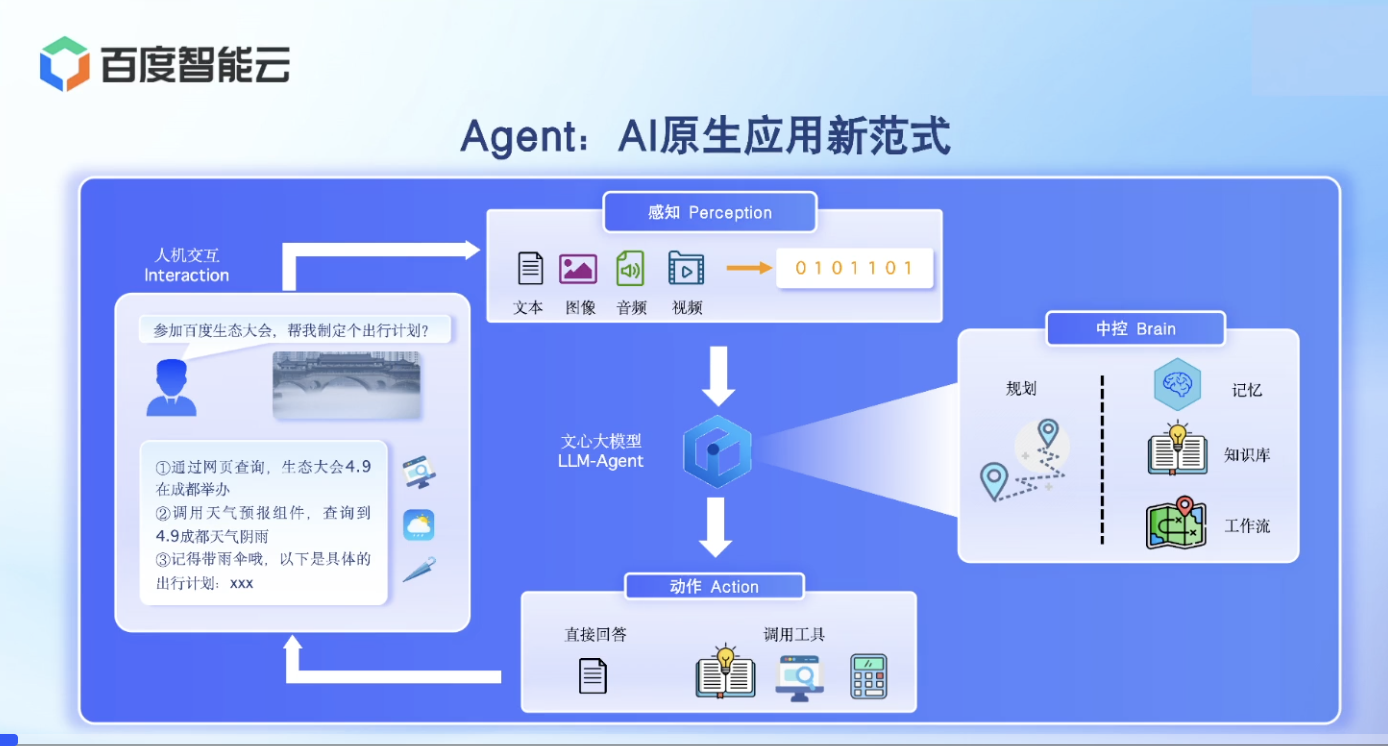 百度智能云
Agent：AI原生应用新范式
人机交互
Interaction
参加百度生态大会，帮我制定个出行计划？
①通过网页查询，生态大会4.9
在成都举办
②调用天气预报组件，查询到
4.9成都天气阴雨
③记得带雨伞哦，以下是具体的
出行计划：xxx
感知 Perception
文本 图像 音频 视频
0101101
文心大模型
LLM-Agent
中控 Brain
规划
记忆
知识库
工作流
动作 Action
直接回答
调用工具